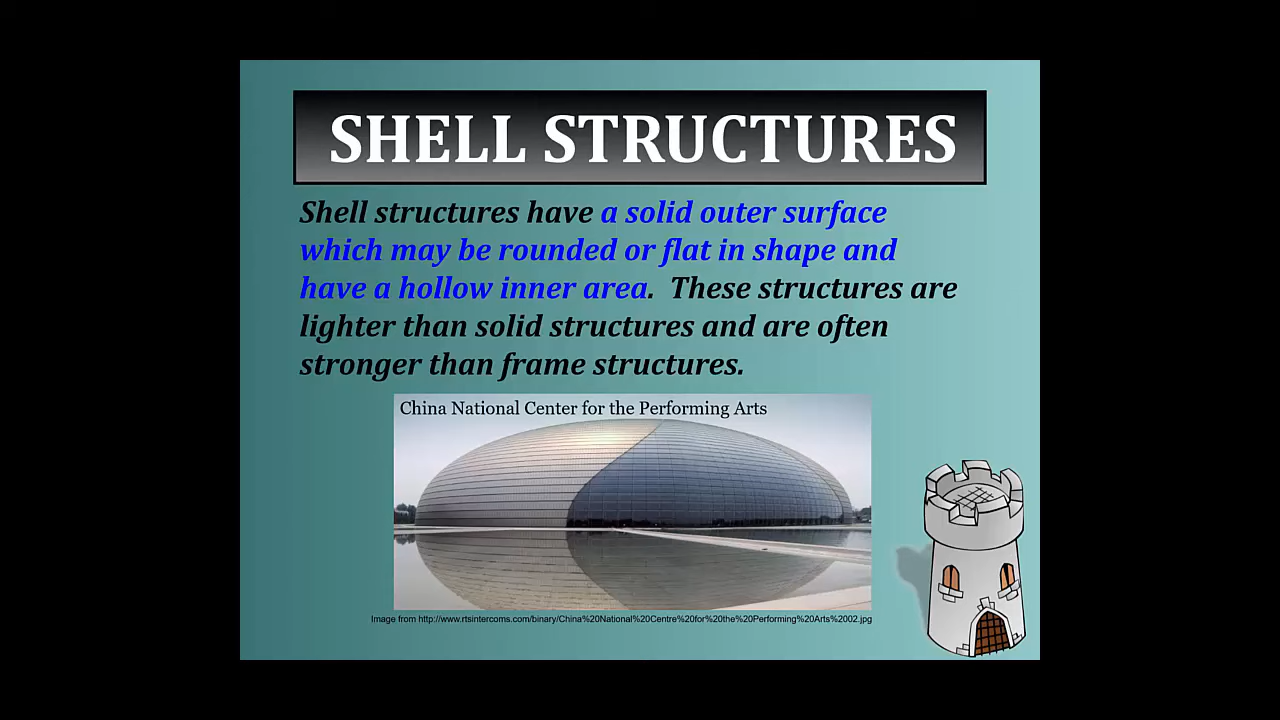 SHELL STRUCTURES
Shell structures have a solid outer surface
which may be rounded or flat in shape and
have a hollow inner area.  These structures are
lighter than solid structures and are often
stronger than frame structures.
China National Center for the Performing Arts
Image from http://www.rtsintercoms.com/binary/China%20National%20Centre%20for%20the%20Performing%20Arts%2002.jpg